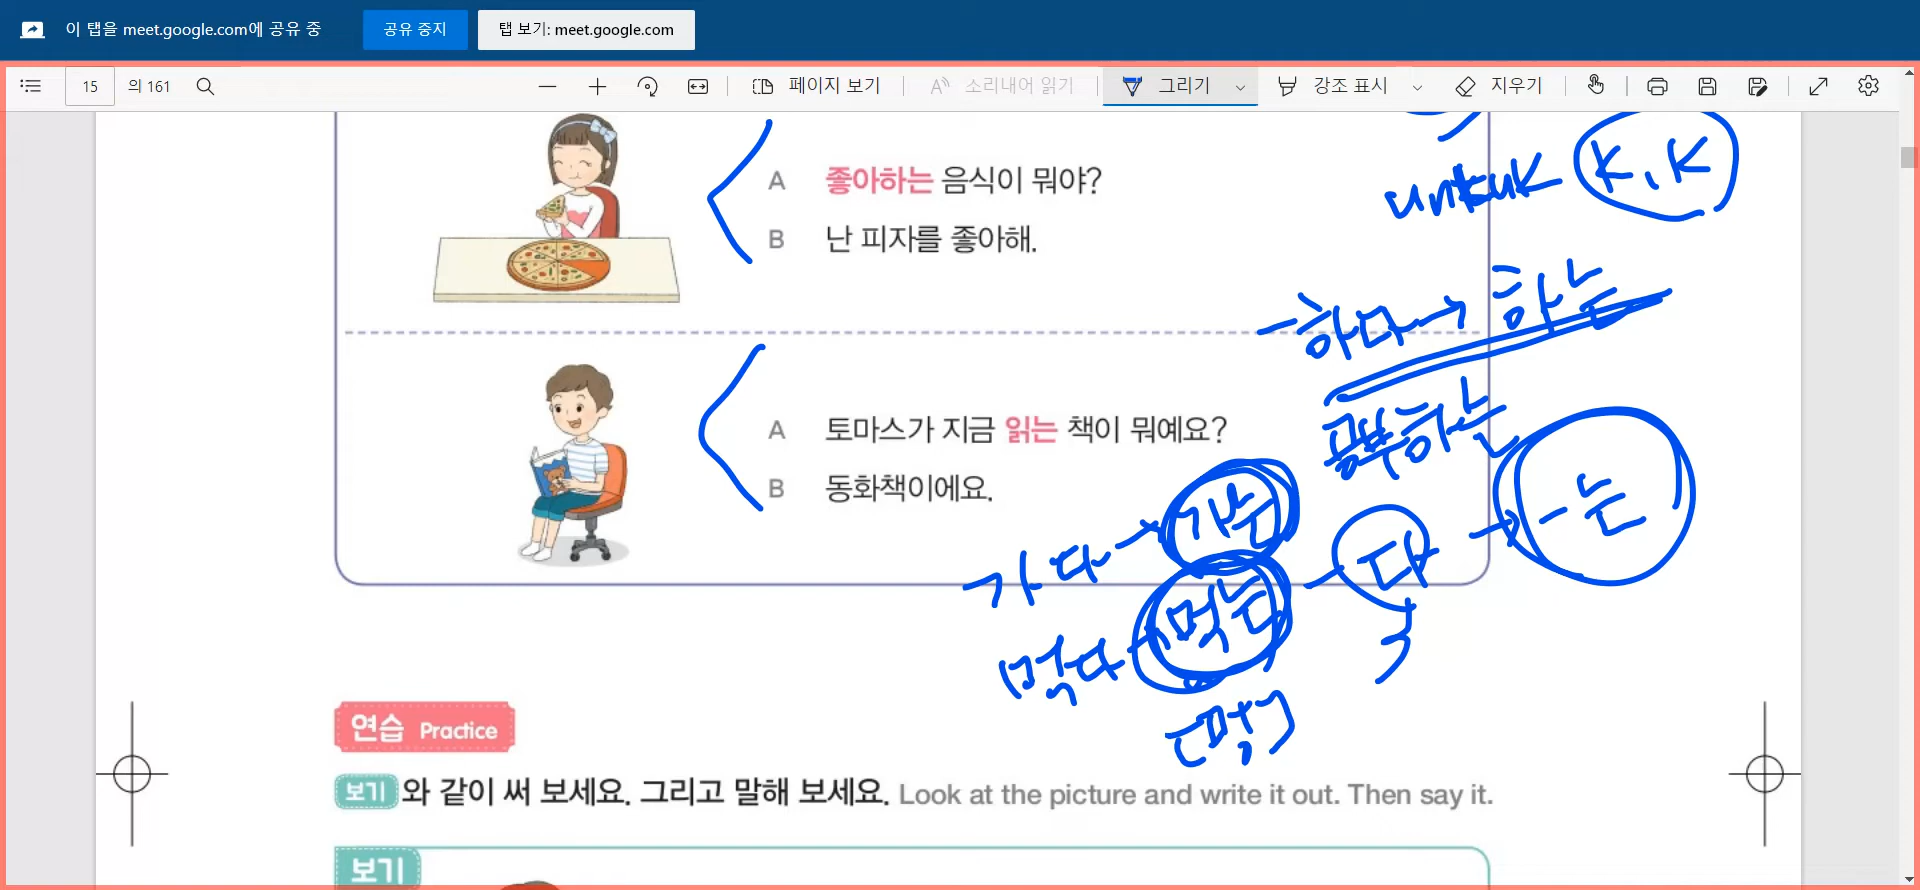 이 탭을 meet.google.com에 공유 중 공유 중지 탭 보기: meet.google.com
15 의 161 페이지 보기 소리내어 읽기 그리기 강조 표시 지우기
A 좋아하는 음식이 뭐야?
untuk K, K
B 난 피자를 좋아해.
-하다 → 하는
공부하는
A 토마스가 지금 읽는 책이 뭐예요?
B 동화책이에요.
가다 → 가는
-다 → -는
먹다 → 먹는
연습 Practice
보기 와 같이 써 보세요. 그리고 말해 보세요. Look at the picture and write it out. Then say it.
보기